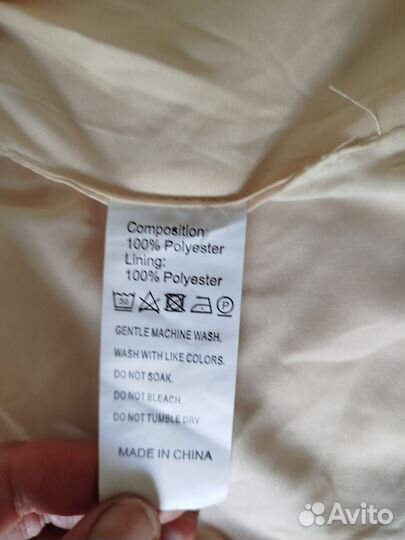 Composition:
100% Polyester
Lining:
100% Polyester
30 P
GENTLE MACHINE WASH.
WASH WITH LIKE COLORS.
DO NOT SOAK.
DO NOT BLEACH.
DO NOT TUMBLE DRY
MADE IN CHINA
Avito